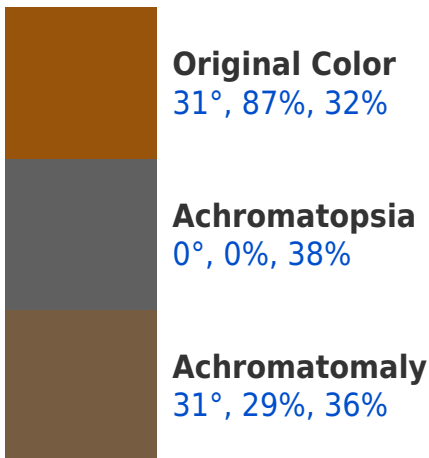 Original Color
31°, 87%, 32%
Achromatopsia
0°, 0%, 38%
Achromatomaly
31°, 29%, 36%